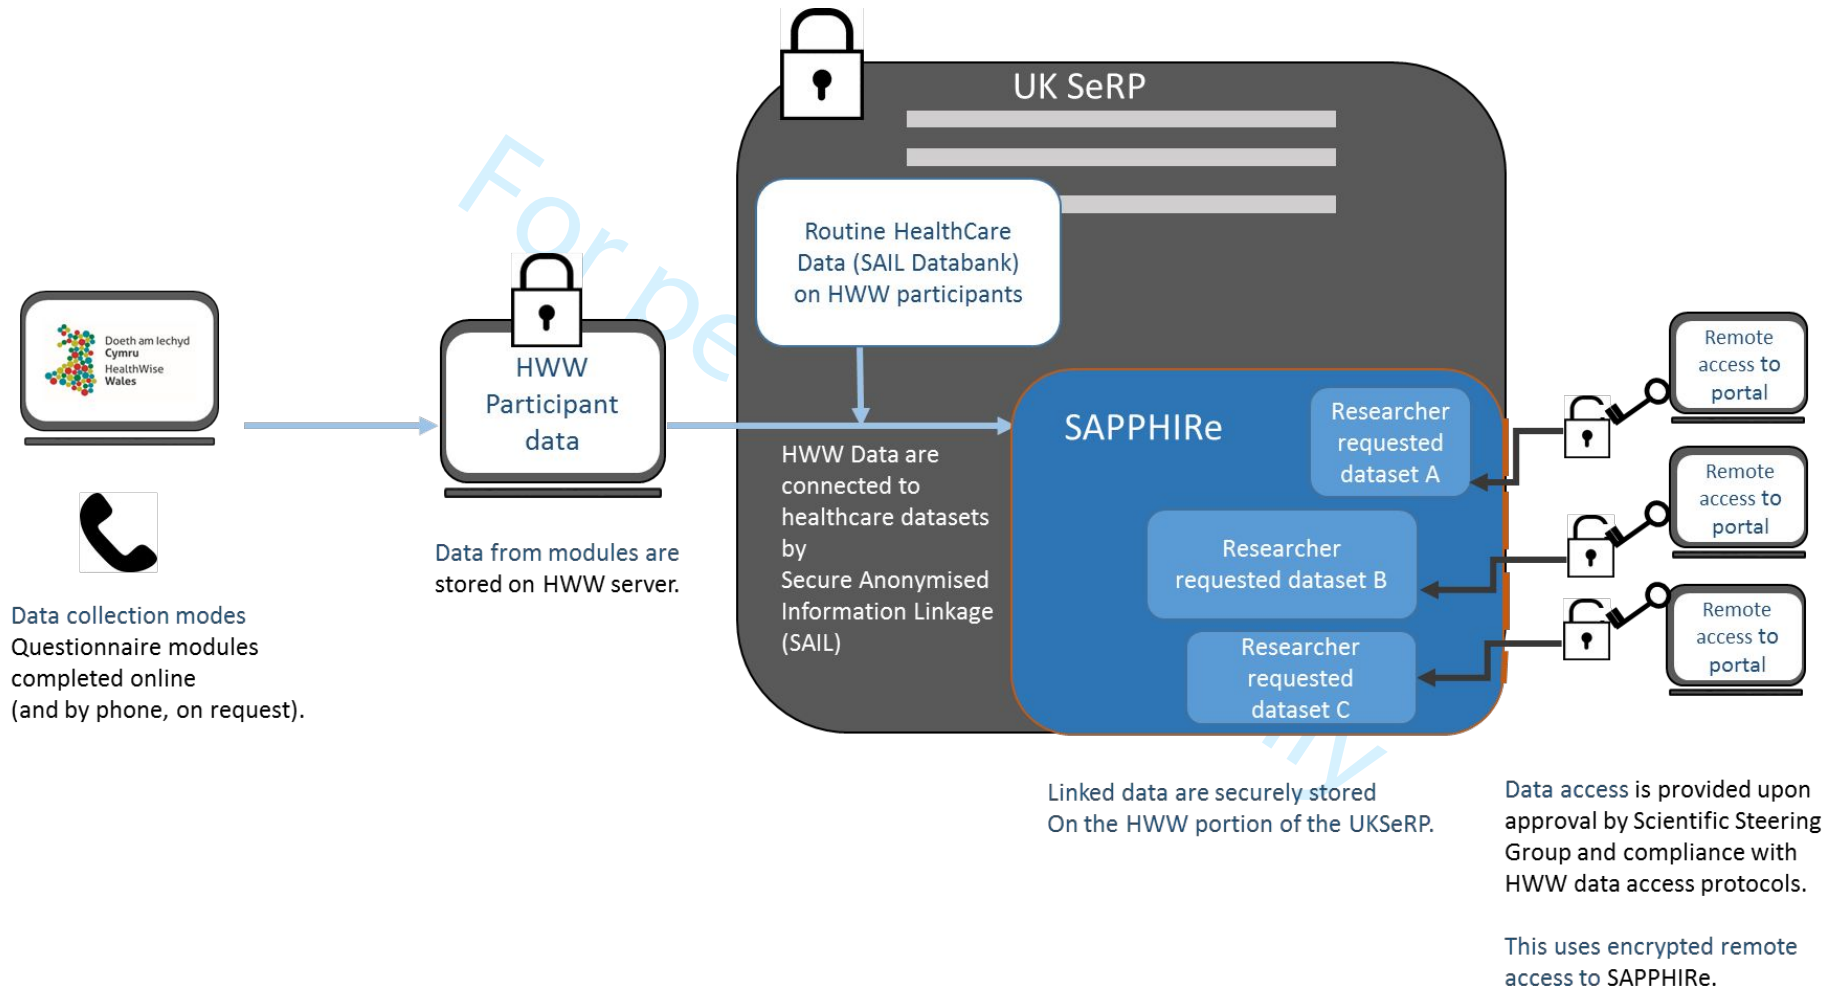 UK SeRP
Routine HealthCare
Data (SAIL Databank)
on HWW participants
Doeth am Iechyd
Cymru
HealthWise
Wales
HWW
Participant
data
Data collection modes
Questionnaire modules
completed online
(and by phone, on request).
Data from modules are
stored on HWW server.
HWW Data are
connected to
healthcare datasets
by
Secure Anonymised
Information Linkage
(SAIL)
SAPPHIRe
Researcher
requested
dataset A
Researcher
requested dataset B
Researcher
requested
dataset C
Remote
access to
portal
Remote
access to
portal
Remote
access to
portal
Linked data are securely stored
On the HWW portion of the UKSeRP.
Data access is provided upon
approval by Scientific Steering
Group and compliance with
HWW data access protocols.
This uses encrypted remote
access to SAPPHIRe.
For pe